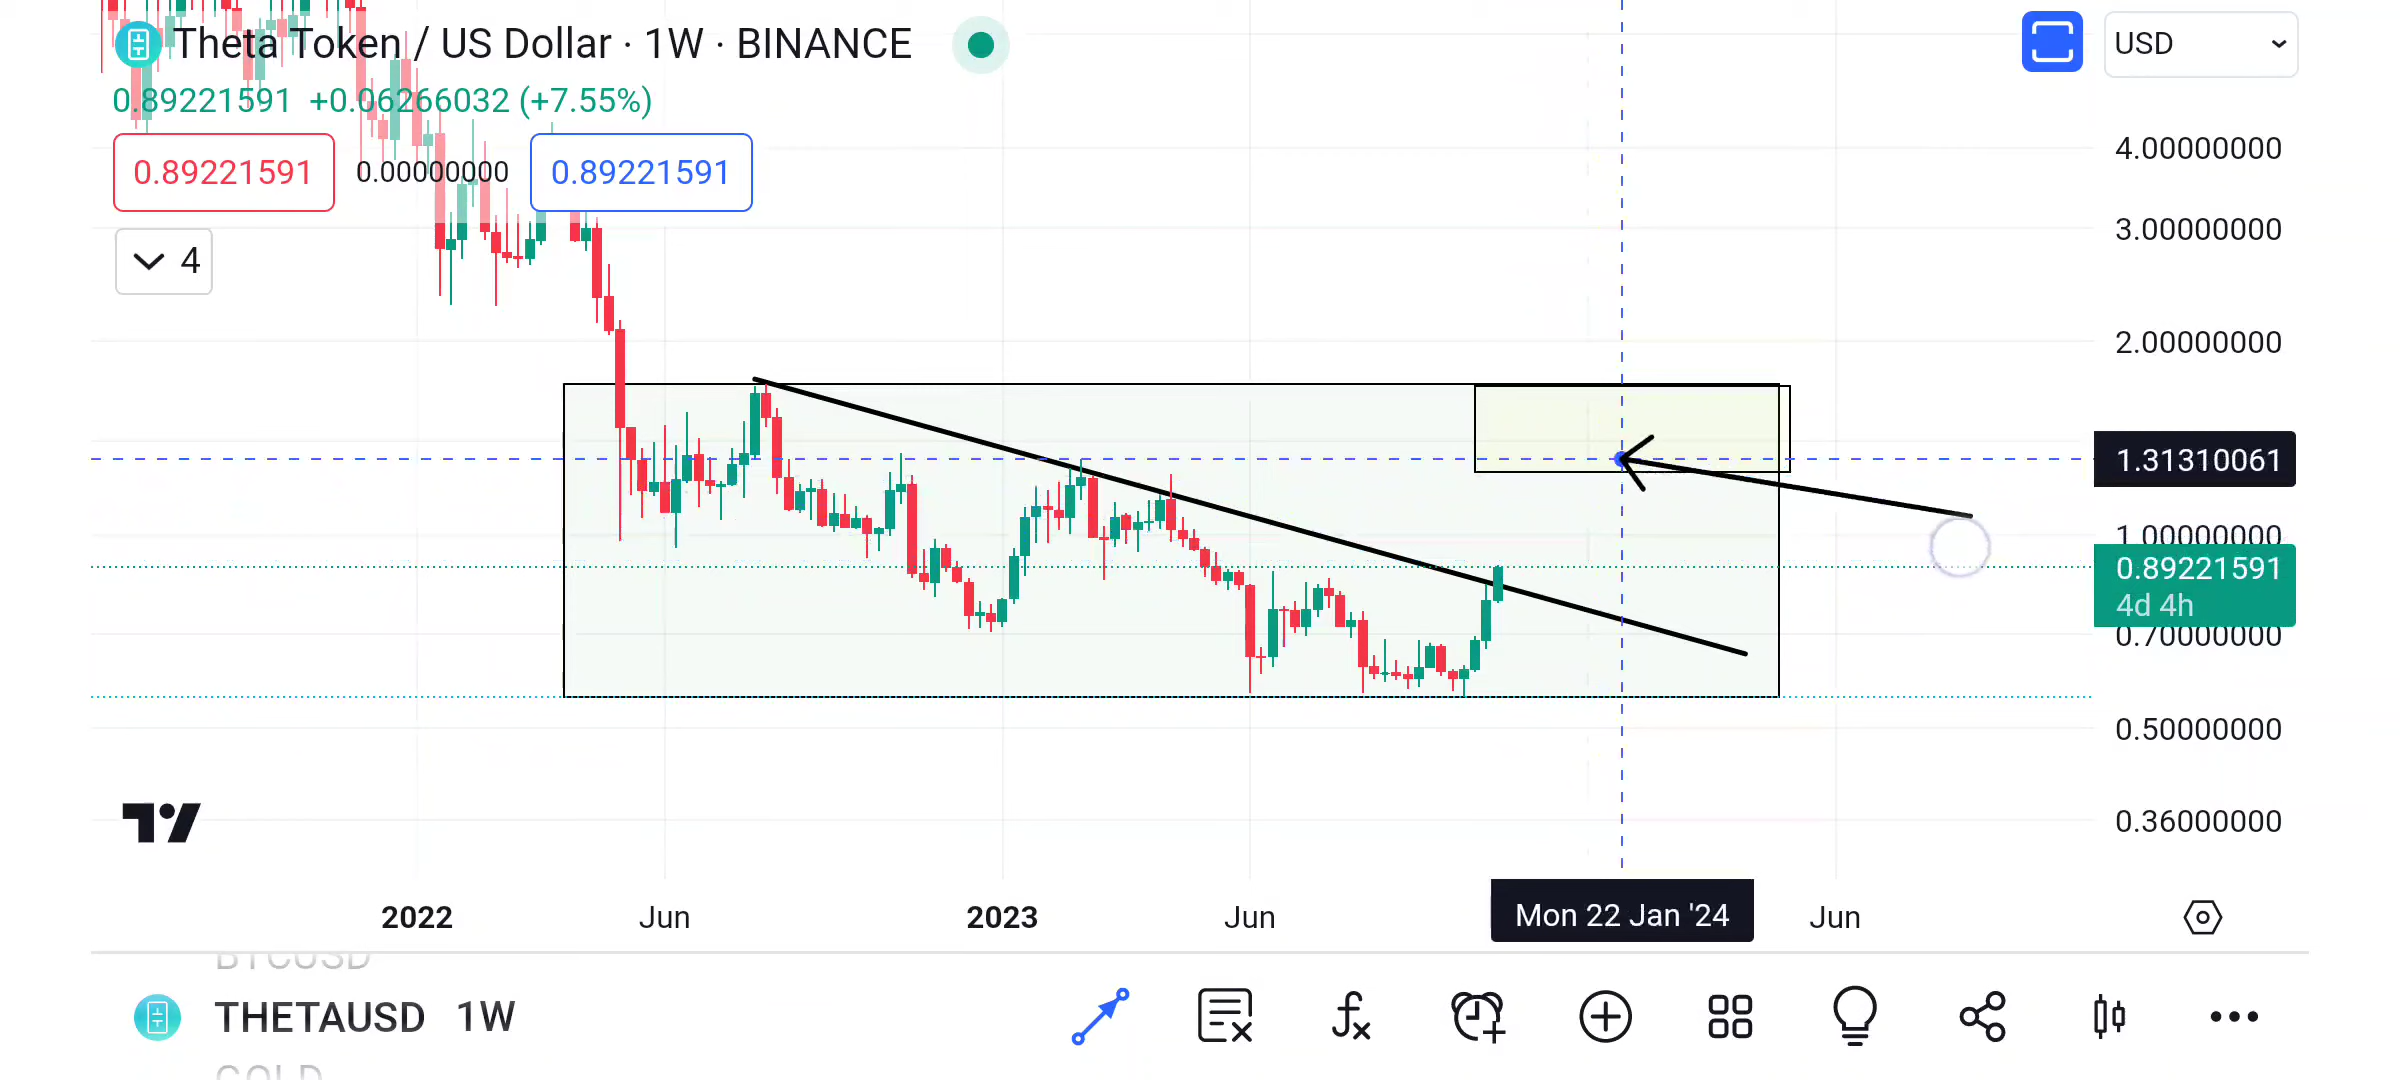 Theta Token / US Dollar · 1W · BINANCE
USD
0.89221591 +0.06266032 (+7.55%)
0.89221591 0.00000000 0.89221591
4
4.00000000
3.00000000
2.00000000
1.31310061
1.00000000
0.89221591
4d 4h
0.70000000
0.50000000
0.36000000
2022 Jun 2023 Jun Mon 22 Jan '24 Jun
BTCUSD
THETAUSD 1W
GOLD